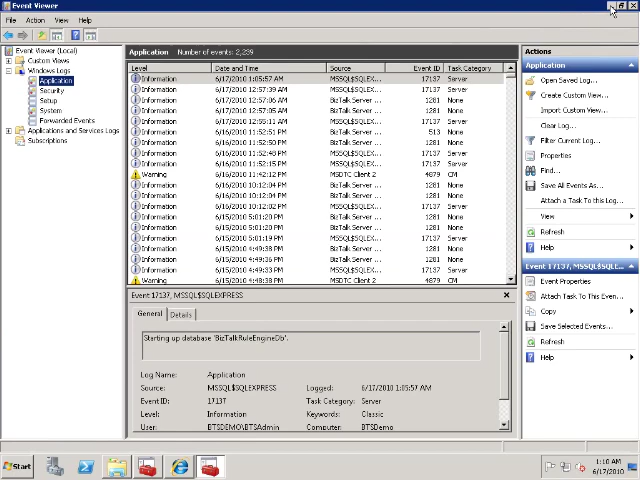 Event Viewer
File Action View Help
Event Viewer (Local)
Custom Views
Windows Logs
Application
Security
Setup
System
Forwarded Events
Applications and Services Logs
Subscriptions
Application Number of events: 2,239
Level Date and Time Source Event ID Task Category
Information 6/17/2010 1:05:57 AM MSSQL$SQLEX... 17137 Server
Information 6/17/2010 12:57:39 AM MSSQL$SQLEX... 17137 Server
Information 6/17/2010 12:57:06 AM BizTalk Server ... 1281 None
Information 6/17/2010 12:57:05 AM BizTalk Server ... 1281 None
Information 6/17/2010 12:55:11 AM MSSQL$SQLEX... 17137 Server
Information 6/16/2010 11:52:51 PM BizTalk Server ... 513 None
Information 6/16/2010 11:52:50 PM BizTalk Server ... 1281 None
Information 6/16/2010 11:52:48 PM MSSQL$SQLEX... 17137 Server
Information 6/16/2010 11:52:15 PM MSSQL$SQLEX... 17137 Server
Warning 6/16/2010 11:42:12 PM MSDTC Client 2 4879 CM
Information 6/16/2010 10:12:04 PM BizTalk Server ... 1281 None
Information 6/16/2010 10:12:04 PM BizTalk Server ... 1281 None
Information 6/16/2010 10:12:02 PM MSSQL$SQLEX... 17137 Server
Information 6/15/2010 5:01:20 PM BizTalk Server ... 1281 None
Information 6/15/2010 5:01:20 PM BizTalk Server ... 1281 None
Information 6/15/2010 5:01:19 PM MSSQL$SQLEX... 17137 Server
Information 6/15/2010 4:49:38 PM BizTalk Server ... 1281 None
Information 6/15/2010 4:49:36 PM BizTalk Server ... 1281 None
Information 6/15/2010 4:49:33 PM MSSQL$SQLEX... 17137 Server
Warning 6/15/2010 4:48:38 PM MSDTC Client 2 4879 CM
Event 17137, MSSQL$SQLEXPRESS
General Details
Starting up database 'BizTalkRuleEngineDb'.
Log Name: Application
Source: MSSQL$SQLEXPRESS Logged: 6/17/2010 1:05:57 AM
Event ID: 17137 Task Category: Server
Level: Information Keywords: Classic
User: BTSDEMO\BTSAdmin Computer: BTSDemo
Actions
Application
Open Saved Log...
Create Custom View...
Import Custom View...
Clear Log...
Filter Current Log...
Properties
Find...
Save All Events As...
Attach a Task To this Log...
View
Refresh
Help
Event 17137, MSSQL$SQLE...
Event Properties
Attach Task To This Even...
Copy
Save Selected Events...
Refresh
Help
Start
1:10 AM
6/17/2010